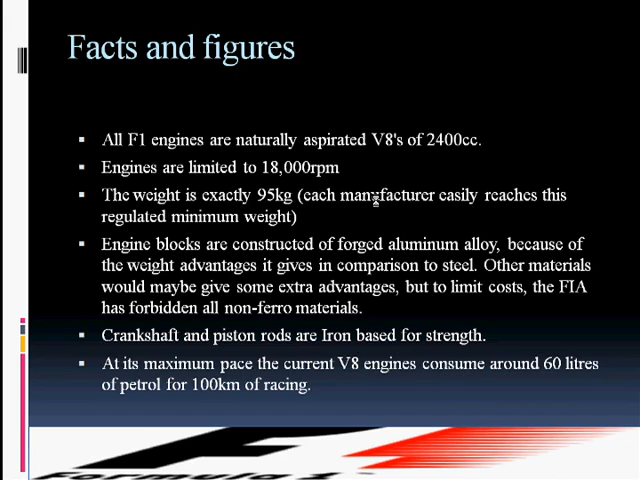 Facts and figures
All F1 engines are naturally aspirated V8's of 2400cc.
Engines are limited to 18,000rpm
The weight is exactly 95kg (each manufacturer easily reaches this
regulated minimum weight)
Engine blocks are constructed of forged aluminum alloy, because of
the weight advantages it gives in comparison to steel. Other materials
would maybe give some extra advantages, but to limit costs, the FIA
has forbidden all non-ferro materials.
Crankshaft and piston rods are Iron based for strength.
At its maximum pace the current V8 engines consume around 60 litres
of petrol for 100km of racing.
Formula 1